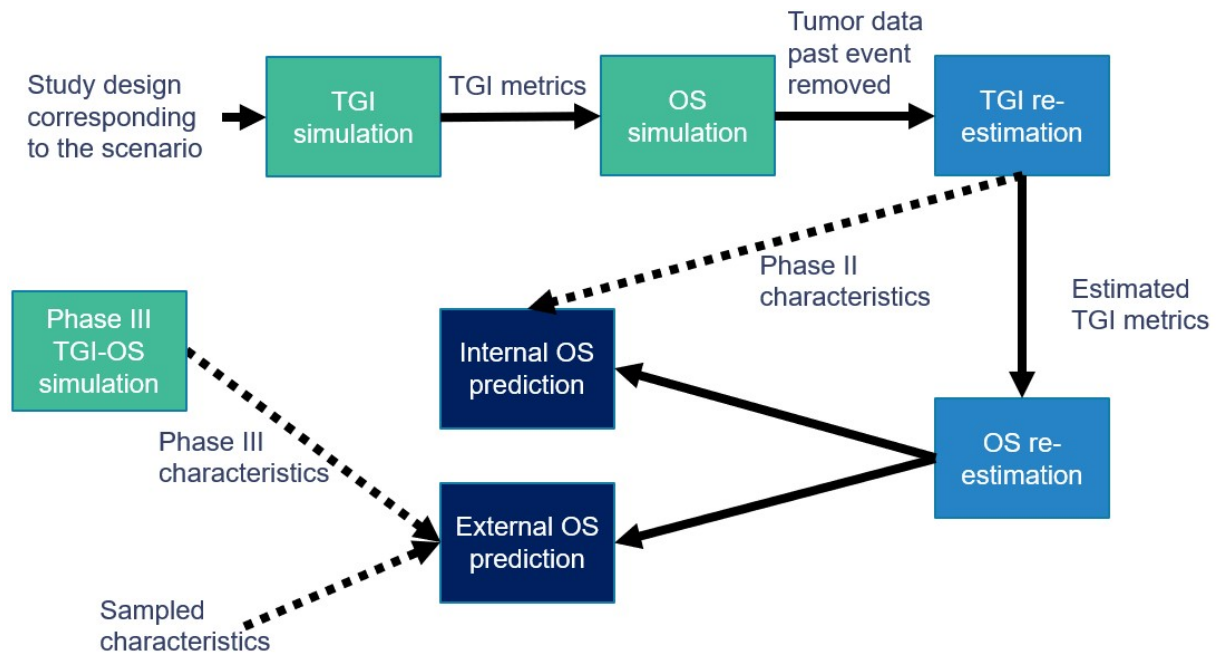 Study design
corresponding
to the scenario
TGI
simulation
TGI metrics
OS
simulation
Tumor data
past event
removed
TGI re-
estimation
Phase II
characteristics
Estimated
TGI metrics
Phase III
TGI-OS
simulation
Internal OS
prediction
OS re-
estimation
Phase III
characteristics
External OS
prediction
Sampled
characteristics